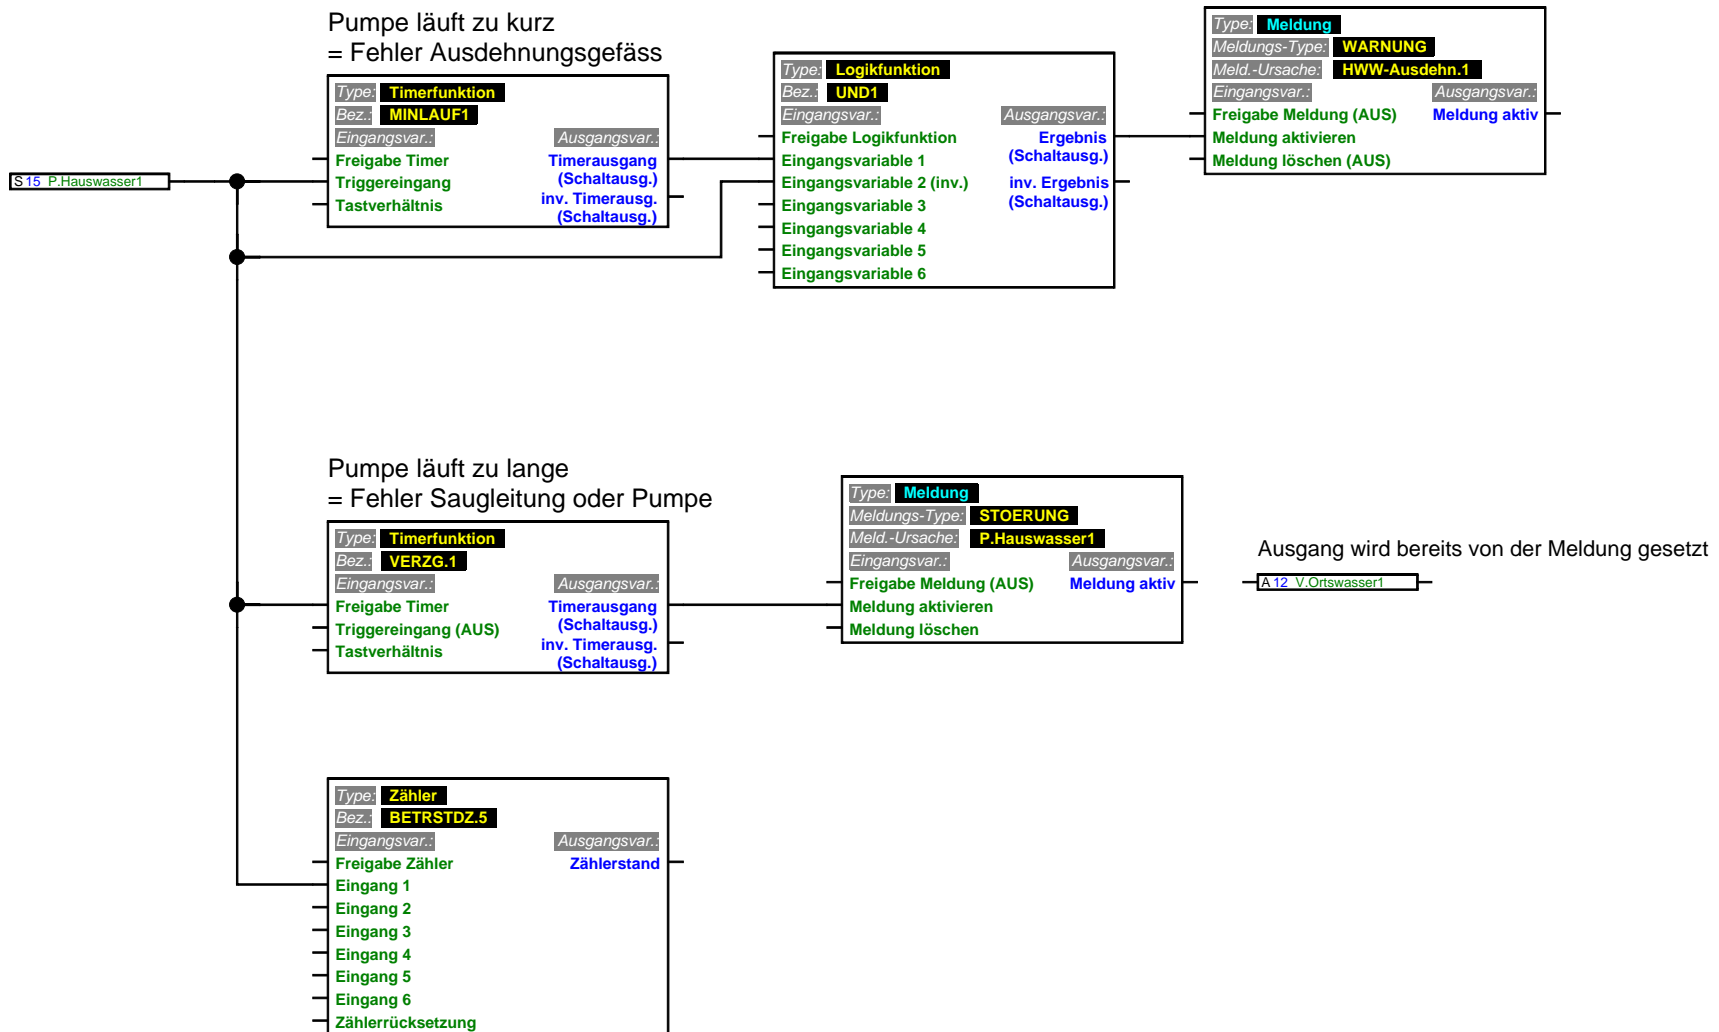 Pumpe läuft zu kurz
= Fehler Ausdehnungsgefäss
Type: Timerfunktion
Bez.: MINLAUF1
Eingangsvar.: Ausgangsvar.:
Freigabe Timer Timerausgang
(Schaltausg.)
Triggereingang
inv. Timerausg.
Tastverhältnis
(Schaltausg.)
S 15 P.Hauswasser1
Type: Logikfunktion
Bez.: UND1
Eingangsvar.: Ausgangsvar.:
Freigabe Logikfunktion Ergebnis
(Schaltausg.)
Eingangsvariable 1
Eingangsvariable 2 (inv.) inv. Ergebnis
(Schaltausg.)
Eingangsvariable 3
Eingangsvariable 4
Eingangsvariable 5
Eingangsvariable 6
Type: Meldung
Meldungs-Type: WARNUNG
Meld.-Ursache: HWW-Ausdehn.1
Eingangsvar.: Ausgangsvar.:
Freigabe Meldung (AUS) Meldung aktiv
Meldung aktivieren
Meldung löschen (AUS)
Pumpe läuft zu lange
= Fehler Saugleitung oder Pumpe
Type: Timerfunktion
Bez.: VERZG.1
Eingangsvar.: Ausgangsvar.:
Freigabe Timer Timerausgang
(Schaltausg.)
Triggereingang (AUS)
inv. Timerausg.
Tastverhältnis
(Schaltausg.)
Type: Meldung
Meldungs-Type: STOERUNG
Meld.-Ursache: P.Hauswasser1
Eingangsvar.: Ausgangsvar.:
Freigabe Meldung (AUS) Meldung aktiv
Meldung aktivieren
Meldung löschen
Ausgang wird bereits von der Meldung gesetzt
A 12 V.Ortswasser1
Type: Zähler
Bez.: BETRSTDZ.5
Eingangsvar.: Ausgangsvar.:
Freigabe Zähler Zählerstand
Eingang 1
Eingang 2
Eingang 3
Eingang 4
Eingang 5
Eingang 6
Zählerrücksetzung